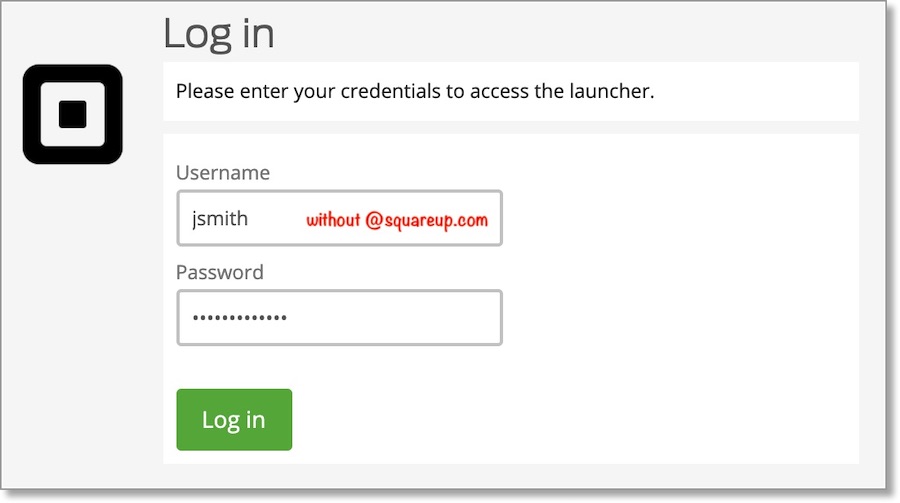 Log in
Please enter your credentials to access the launcher.
Username
jsmith without @squareup.com
Password
•••••••••••••
Log in